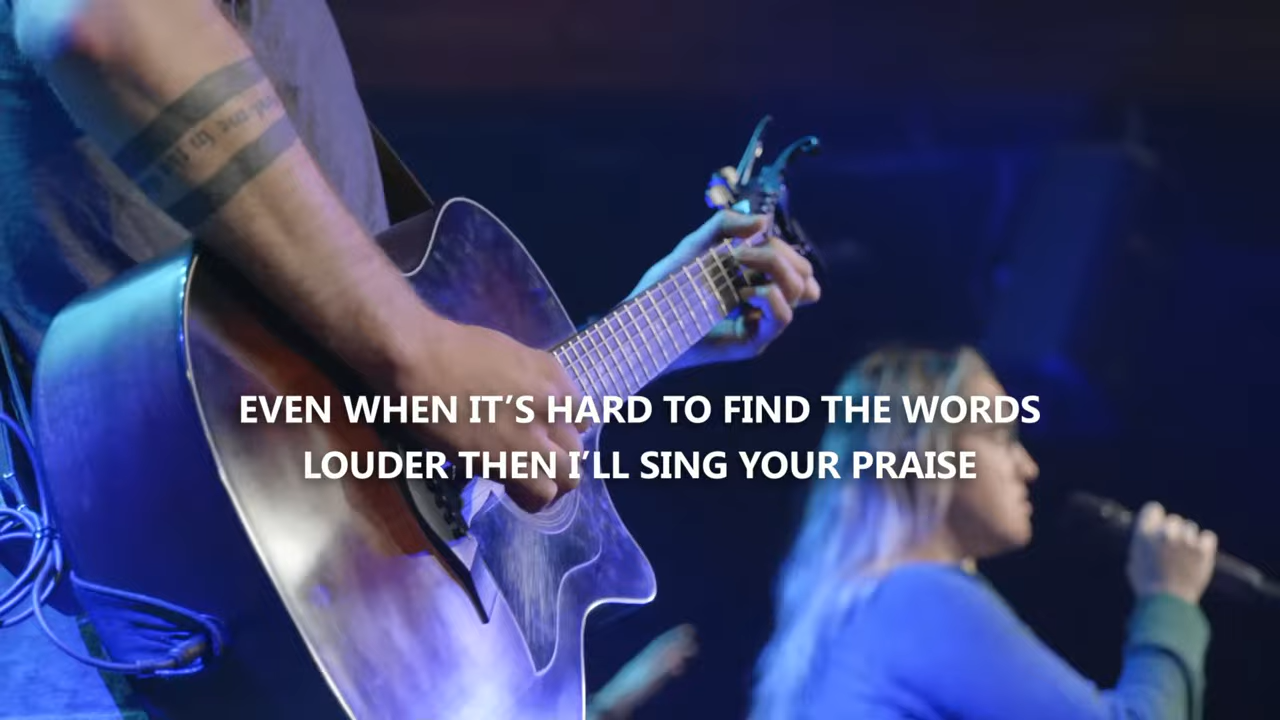 EVEN WHEN IT’S HARD TO FIND THE WORDS
LOUDER THEN I’LL SING YOUR PRAISE